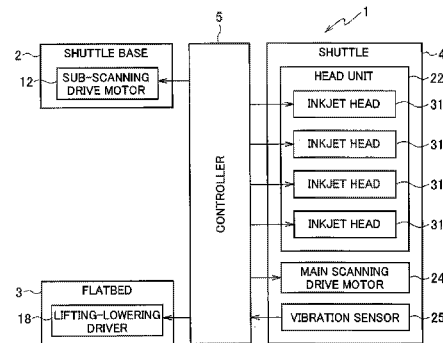 1
2
SHUTTLE BASE
12
SUB-SCANNING
DRIVE MOTOR
5
CONTROLLER
SHUTTLE
4
HEAD UNIT
22
INKJET HEAD
31
INKJET HEAD
31
INKJET HEAD
31
INKJET HEAD
31
MAIN SCANNING
DRIVE MOTOR
24
VIBRATION SENSOR
25
3
FLATBED
18
LIFTING-LOWERING
DRIVER